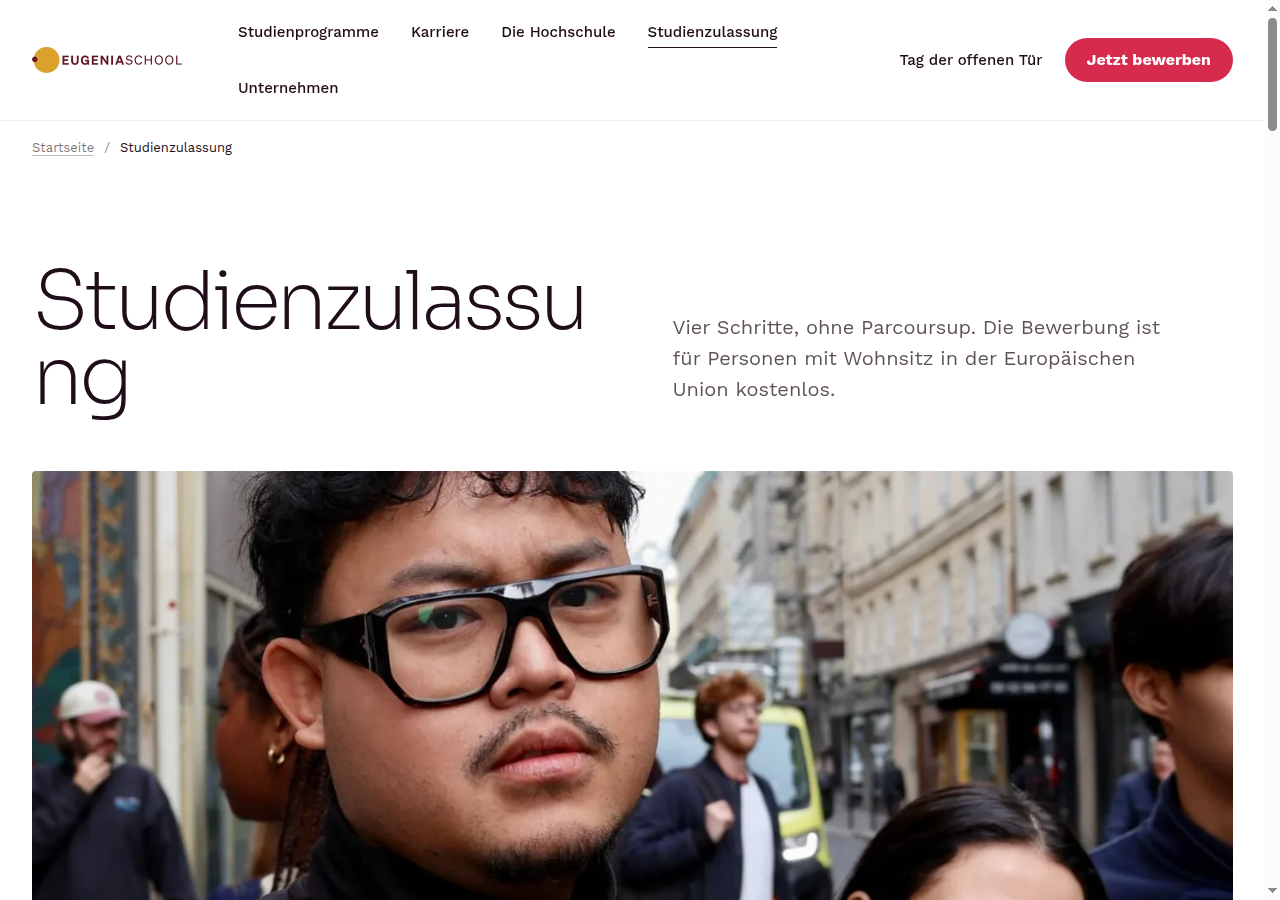 EUGENIASCHOOL
Studienprogramme
Karriere
Die Hochschule
Studienzulassung
Unternehmen
Tag der offenen Tür
Jetzt bewerben
Startseite / Studienzulassung
Studienzulassu
ng
Vier Schritte, ohne Parcoursup. Die Bewerbung ist
für Personen mit Wohnsitz in der Europäischen
Union kostenlos.